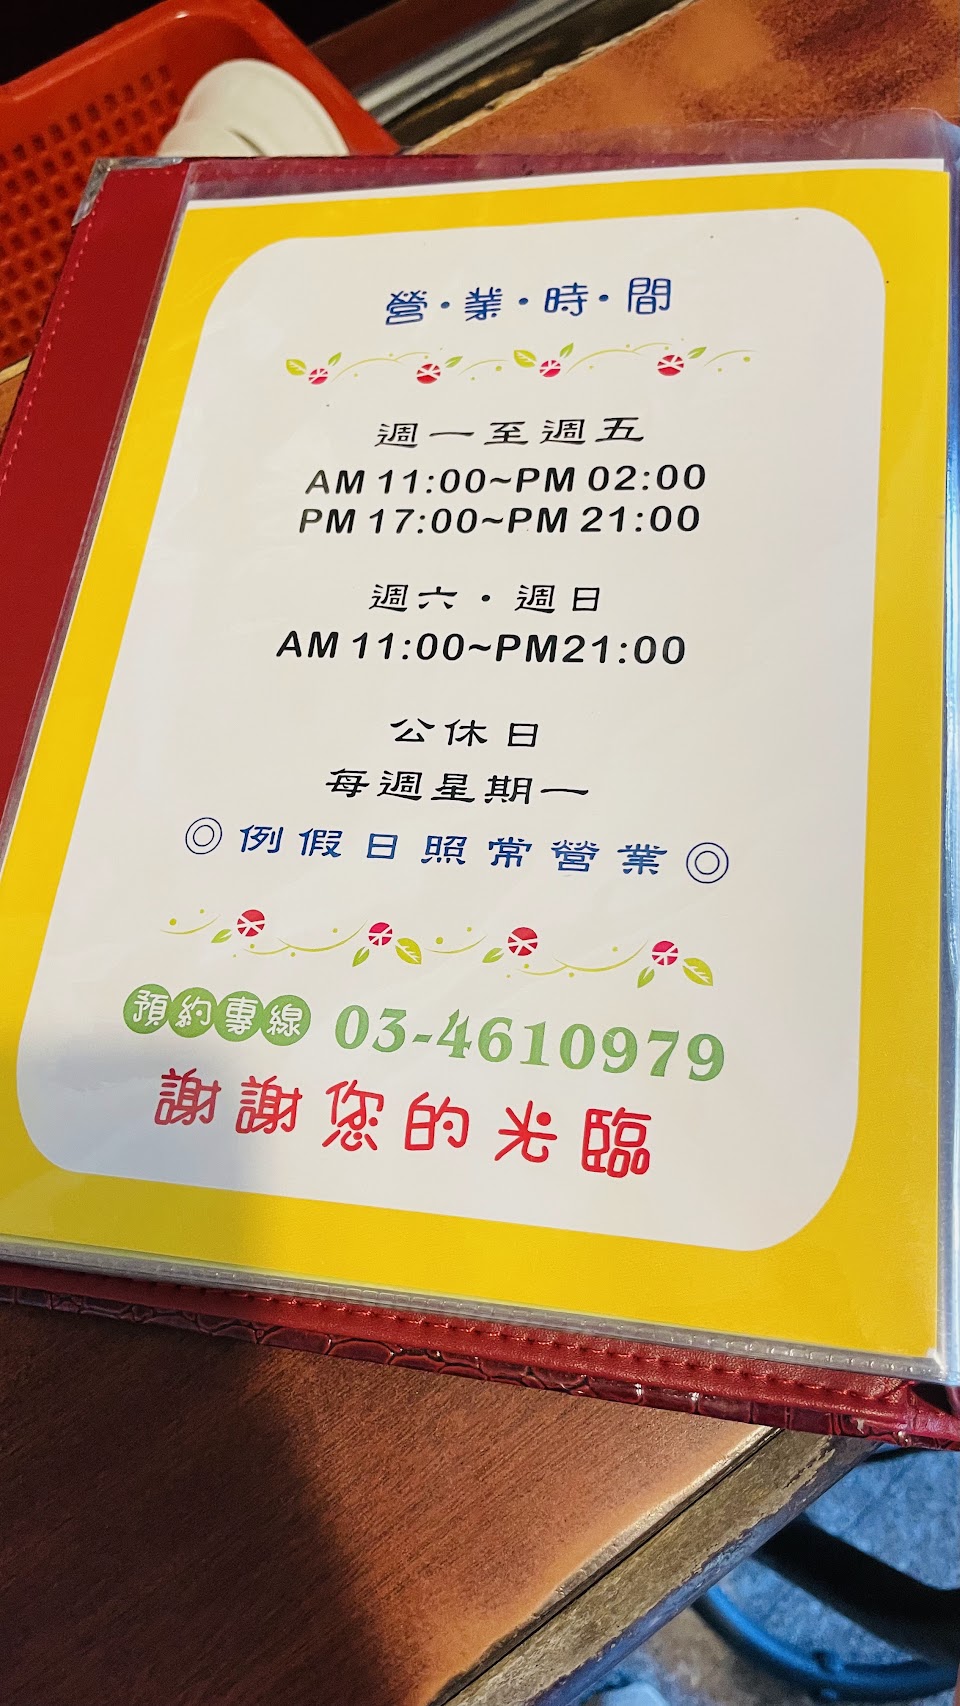 營·業·時·間
週一至週五
AM 11:00~PM 02:00
PM 17:00~PM 21:00
週六·週日
AM 11:00~PM21:00
公休日
每週星期一
◎例假日照常營業◎
預約專線 03-4610979
謝謝您的光臨